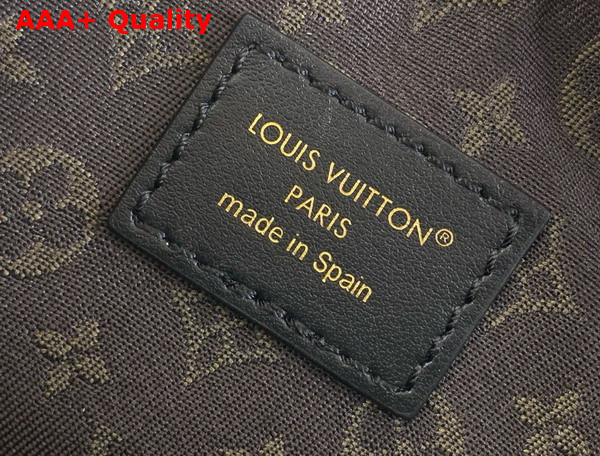 AAA+ Quality
LOUIS VUITTON®
PARIS
made in Spain